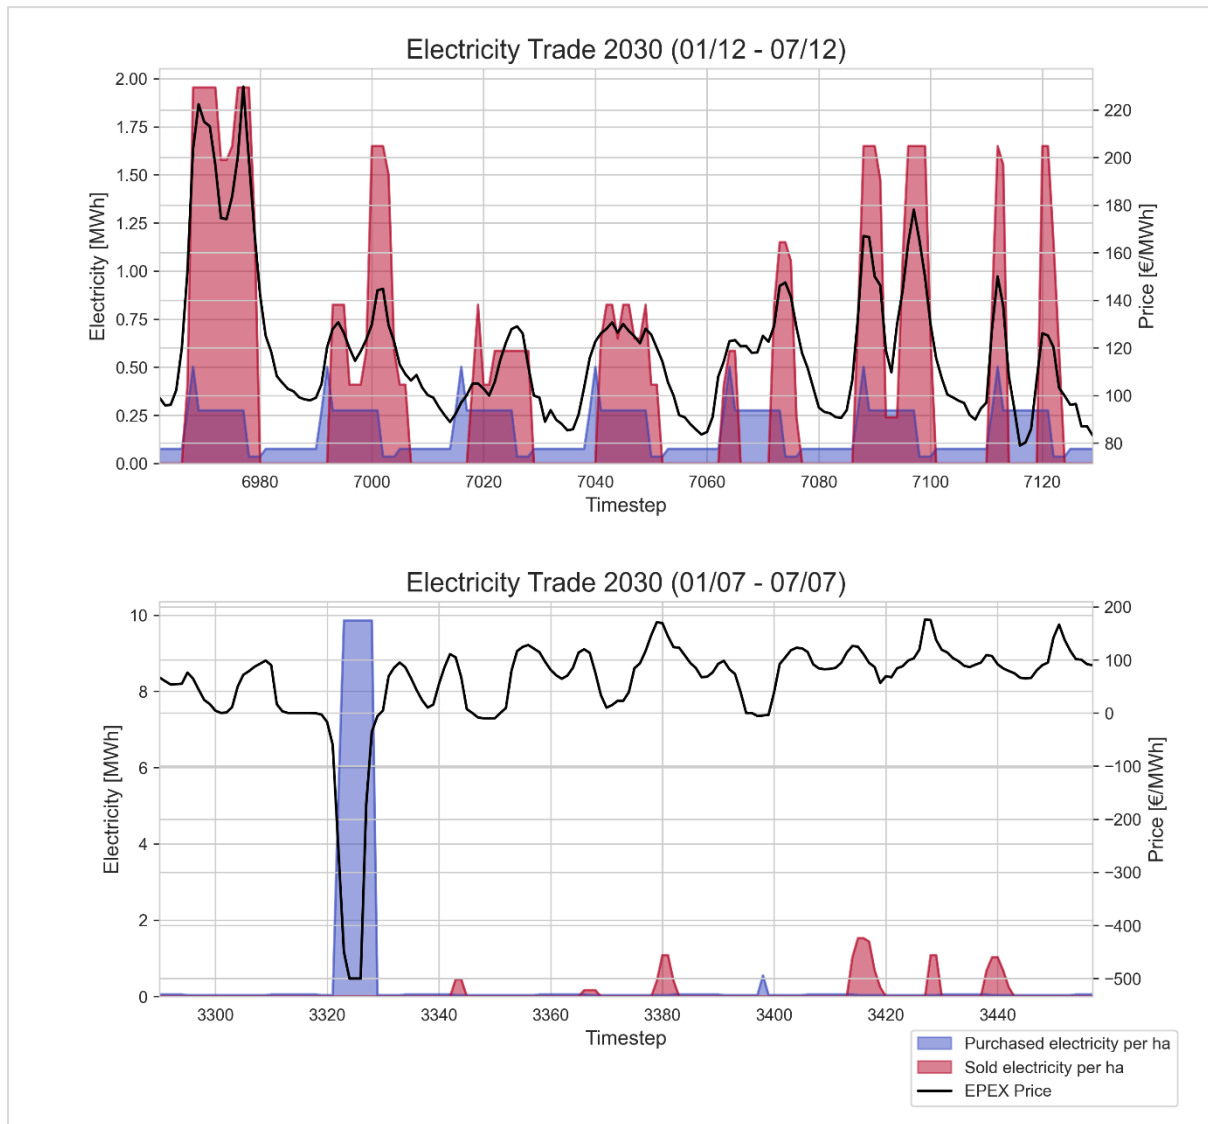 Electricity Trade 2030 (01/12 - 07/12)
2.00
1.75
1.50
1.25
1.00
0.75
0.50
0.25
0.00
Electricity [MWh]
220
200
180
160
140
120
100
80
Price [€/MWh]
6980 7000 7020 7040 7060 7080 7100 7120
Timestep
Electricity Trade 2030 (01/07 - 07/07)
10
8
6
4
2
0
Electricity [MWh]
200
100
0
−100
−200
−300
−400
−500
Price [€/MWh]
3300 3320 3340 3360 3380 3400 3420 3440
Timestep
Purchased electricity per ha
Sold electricity per ha
EPEX Price